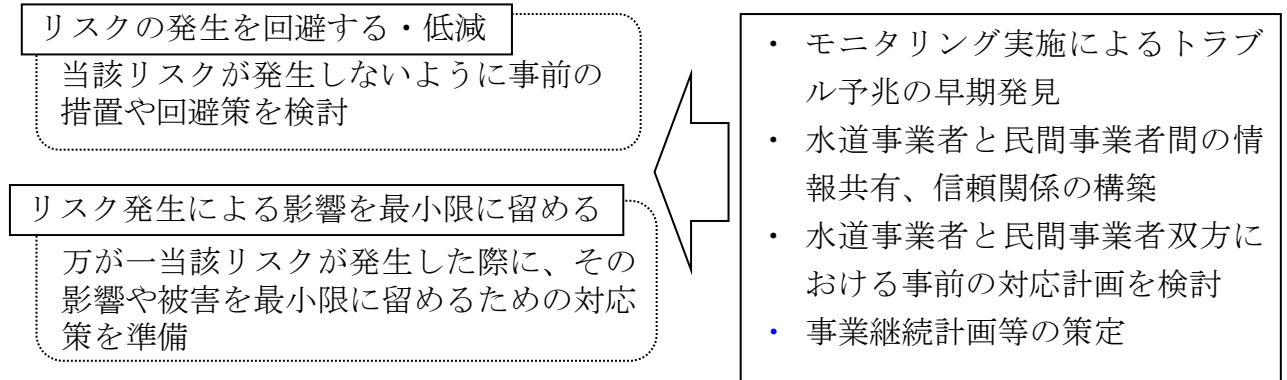 リスクの発生を回避する・低減
当該リスクが発生しないように事前の
措置や回避策を検討
リスク発生による影響を最小限に留める
万が一当該リスクが発生した際に、その
影響や被害を最小限に留めるための対応
策を準備
・ モニタリング実施によるトラブ
ル予兆の早期発見
・ 水道事業者と民間事業者間の情
報共有、信頼関係の構築
・ 水道事業者と民間事業者双方に
おける事前の対応計画を検討
・ 事業継続計画等の策定